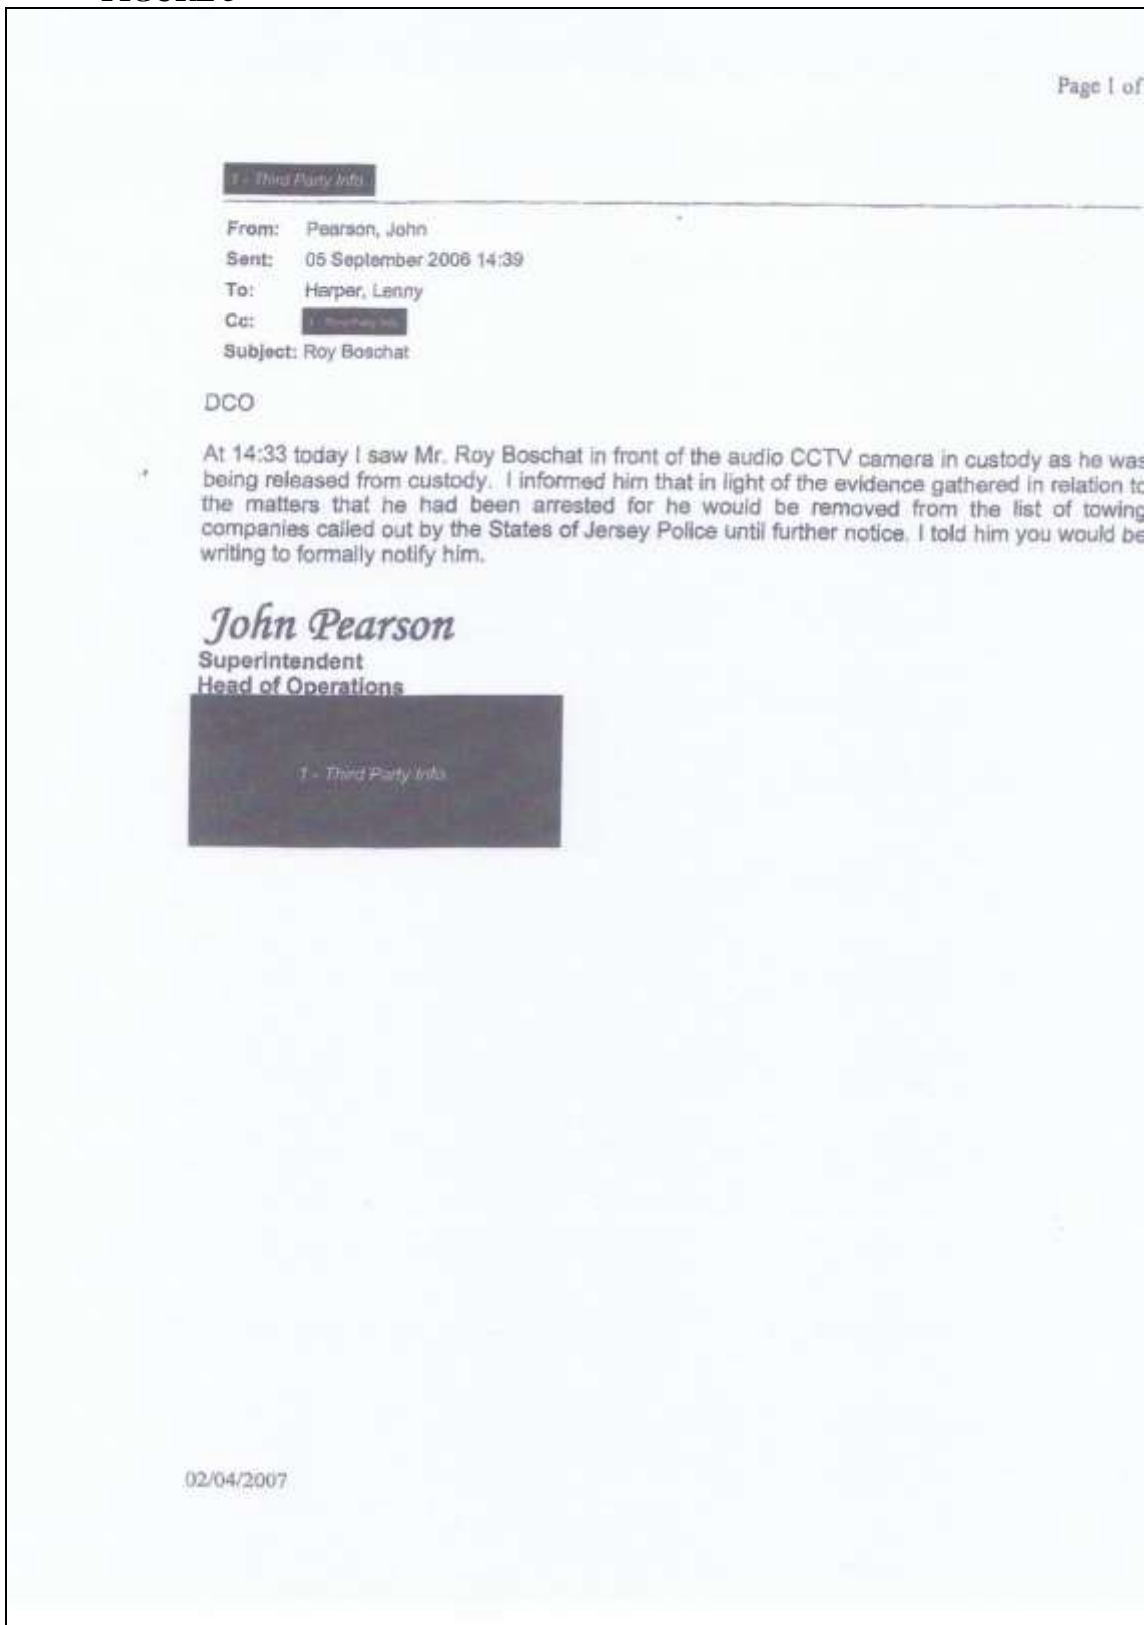 Page 1 of
1 - Third Party Info.
From: Pearson, John
Sent: 05 September 2006 14:39
To: Harper, Lenny
Cc: 1 - Third Party Info.
Subject: Roy Boschat
DCO
At 14:33 today I saw Mr. Roy Boschat in front of the audio CCTV camera in custody as he was
being released from custody. I informed him that in light of the evidence gathered in relation to
the matters that he had been arrested for he would be removed from the list of towing
companies called out by the States of Jersey Police until further notice. I told him you would be
writing to formally notify him.
John Pearson
Superintendent
Head of Operations
1 - Third Party Info.
02/04/2007